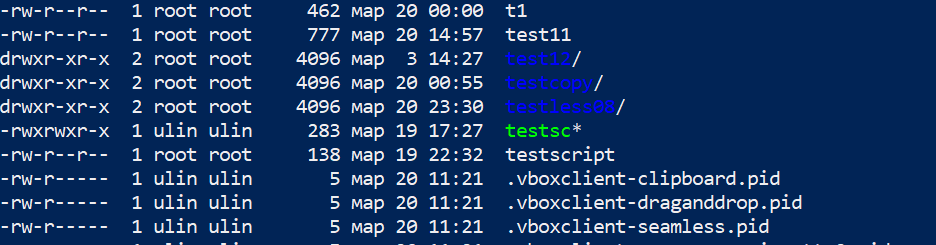 -rw-r--r-- 1 root root 462 мар 20 00:00 t1
-rw-r--r-- 1 root root 777 мар 20 14:57 test11
drwxr-xr-x 2 root root 4096 мар 3 14:27 test12/
drwxr-xr-x 2 root root 4096 мар 20 00:55 testcopy/
drwxr-xr-x 2 root root 4096 мар 20 23:30 testless08/
-rwxrwxr-x 1 ulin ulin 283 мар 19 17:27 testsc*
-rw-r--r-- 1 root root 138 мар 19 22:32 testscript
-rw-r----- 1 ulin ulin 5 мар 20 11:21 .vboxclient-clipboard.pid
-rw-r----- 1 ulin ulin 5 мар 20 11:21 .vboxclient-draganddrop.pid
-rw-r----- 1 ulin ulin 5 мар 20 11:21 .vboxclient-seamless.pid